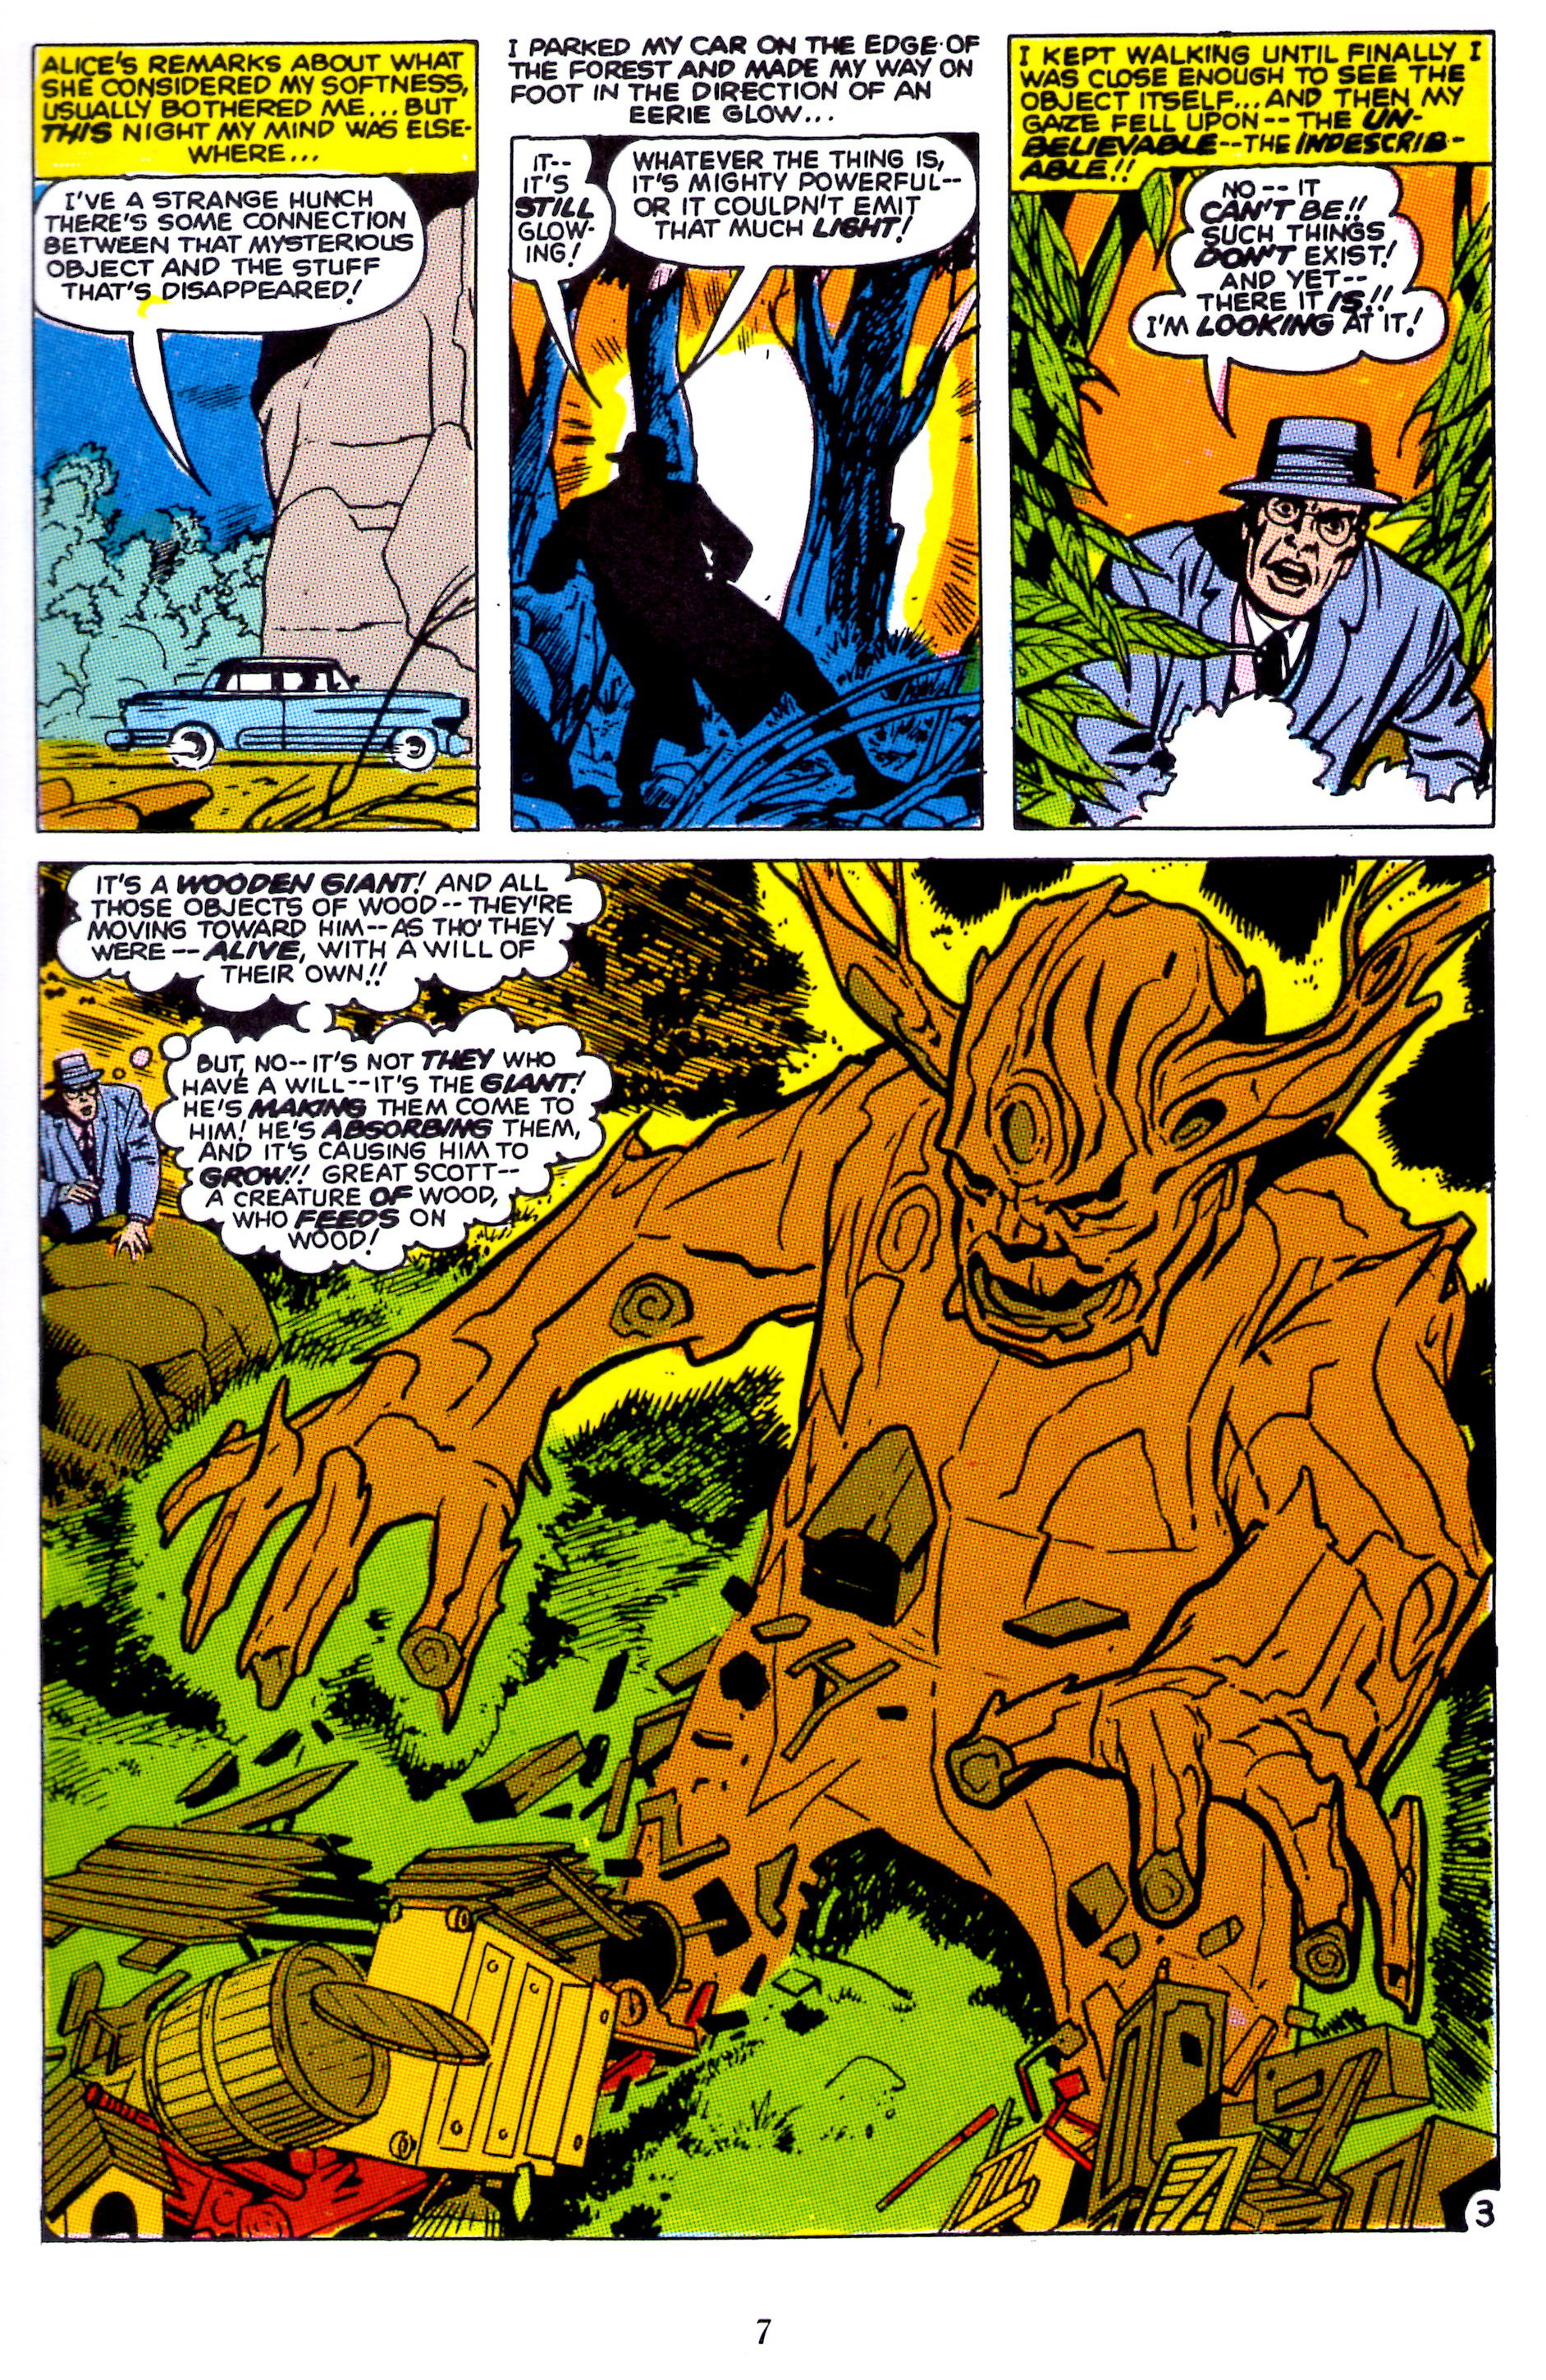 ALICE'S REMARKS ABOUT WHAT
SHE CONSIDERED MY SOFTNESS,
USUALLY BOTHERED ME... BUT
THIS NIGHT MY MIND WAS ELSE-
WHERE...
I'VE A STRANGE HUNCH
THERE'S SOME CONNECTION
BETWEEN THAT MYSTERIOUS
OBJECT AND THE STUFF
THAT'S DISAPPEARED!
I PARKED MY CAR ON THE EDGE OF
THE FOREST AND MADE MY WAY ON
FOOT IN THE DIRECTION OF AN
EERIE GLOW...
IT--
IT'S
STILL
GLOW-
ING!
WHATEVER THE THING IS,
IT'S MIGHTY POWERFUL--
OR IT COULDN'T EMIT
THAT MUCH LIGHT!
I KEPT WALKING UNTIL FINALLY I
WAS CLOSE ENOUGH TO SEE THE
OBJECT ITSELF... AND THEN MY
GAZE FELL UPON-- THE UN-
BELIEVABLE--THE INDESCRIB-
ABLE!!
NO-- IT
CAN'T BE!!
SUCH THINGS
DON'T EXIST!
AND YET--
THERE IT IS!!
I'M LOOKING AT IT!
IT'S A WOODEN GIANT! AND ALL
THOSE OBJECTS OF WOOD-- THEY'RE
MOVING TOWARD HIM--AS THO' THEY
WERE-- ALIVE, WITH A WILL OF
THEIR OWN!!
BUT, NO-- IT'S NOT THEY WHO
HAVE A WILL--IT'S THE GIANT!
HE'S MAKING THEM COME TO
HIM! HE'S ABSORBING THEM,
AND IT'S CAUSING HIM TO
GROW!! GREAT SCOTT--
A CREATURE OF WOOD,
WHO FEEDS ON
WOOD!
3
7